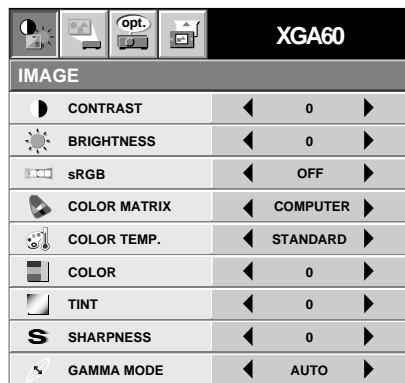 opt.
XGA60
IMAGE
CONTRAST 0
BRIGHTNESS 0
sRGB OFF
COLOR MATRIX COMPUTER
COLOR TEMP. STANDARD
COLOR 0
TINT 0
S SHARPNESS 0
GAMMA MODE AUTO